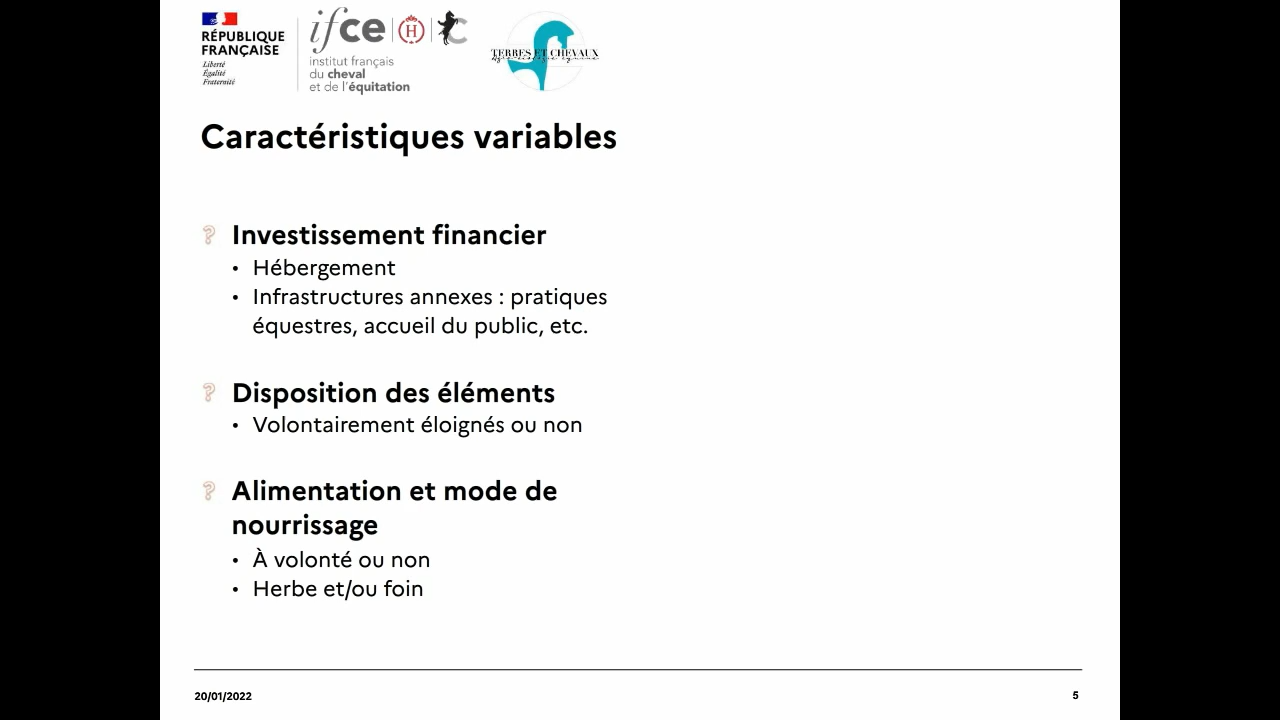 RÉPUBLIQUE
FRANÇAISE
Liberté
Égalité
Fraternité
ifce
H
institut français
du cheval
et de l'équitation
TERRES ET CHEVAUX
Caractéristiques variables
? Investissement financier
• Hébergement
• Infrastructures annexes : pratiques
équestres, accueil du public, etc.
? Disposition des éléments
• Volontairement éloignés ou non
? Alimentation et mode de
nourrissage
• À volonté ou non
• Herbe et/ou foin
20/01/2022
5